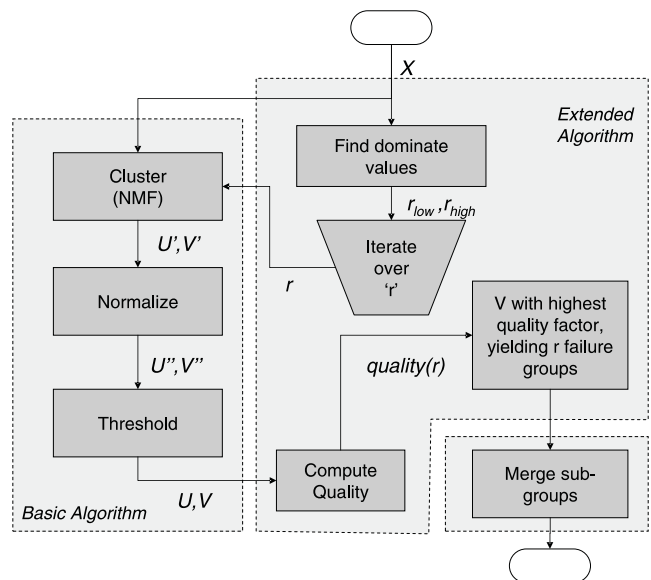 X
Extended
Algorithm
Find dominate
values
r_low, r_high
Cluster
(NMF)
Iterate
over
'r'
r
U',V'
Normalize
V with highest
quality factor,
yielding r failure
groups
quality(r)
U'',V''
Threshold
Compute
Quality
Merge sub-
groups
U,V
Basic Algorithm